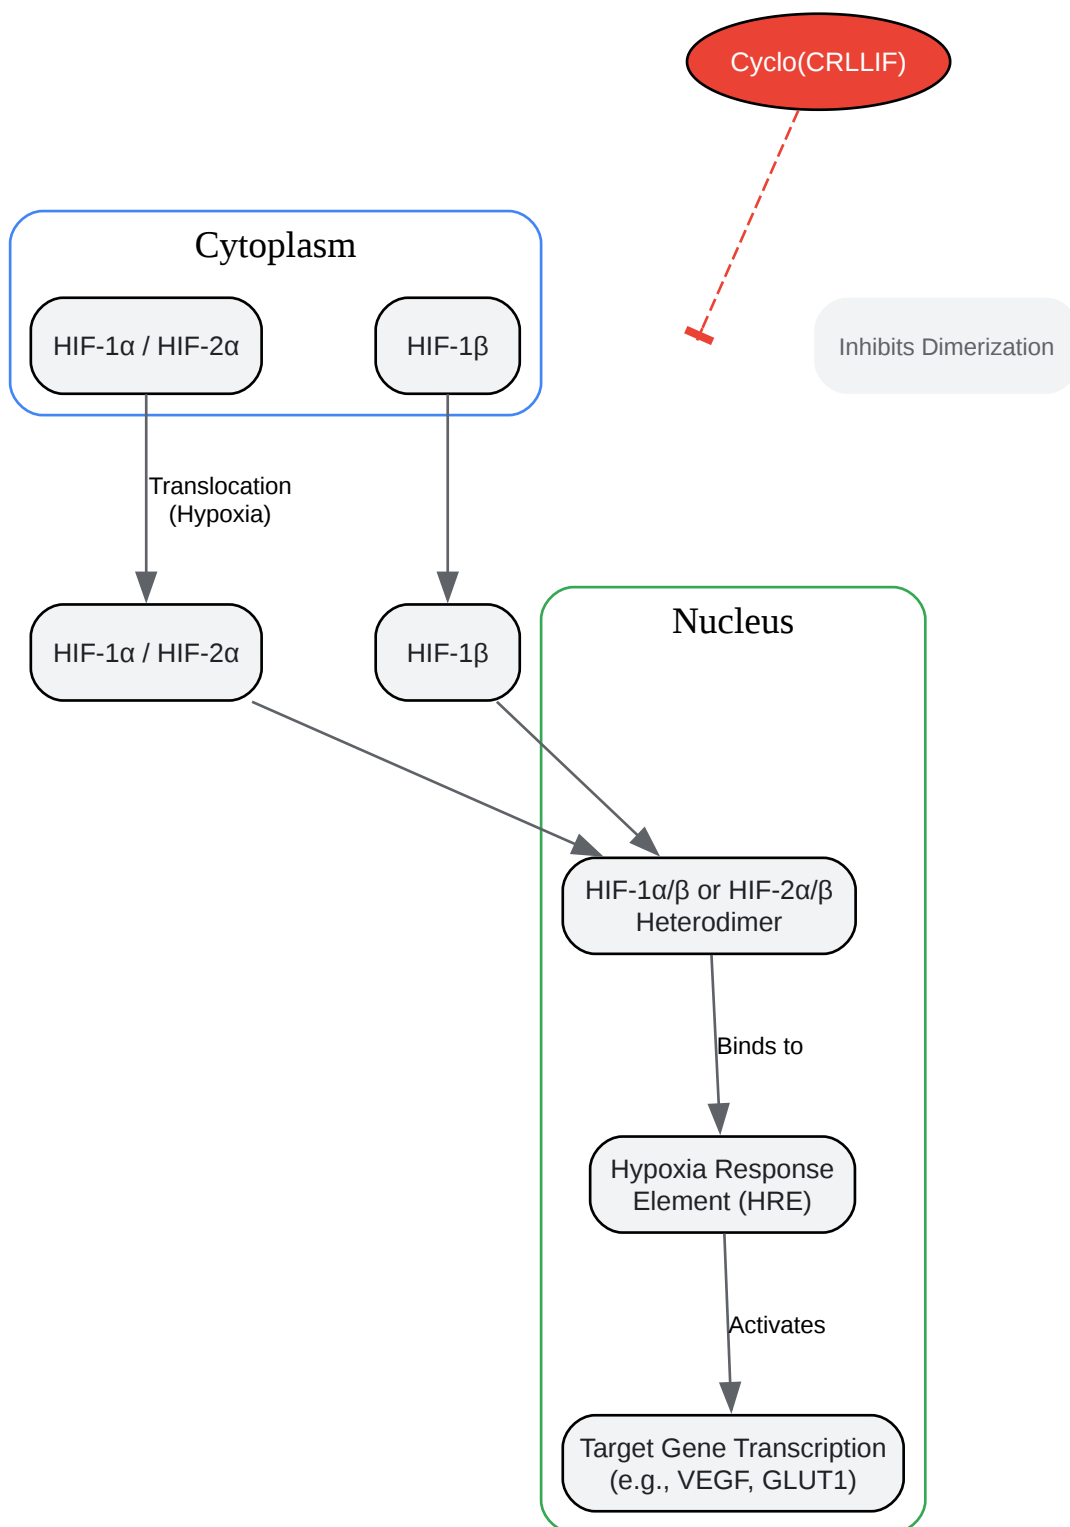 Cyclo(CRLLIF)
Cytoplasm
HIF-1α / HIF-2α
HIF-1β
Inhibits Dimerization
Translocation
(Hypoxia)
HIF-1α / HIF-2α
HIF-1β
Nucleus
HIF-1α/β or HIF-2α/β
Heterodimer
Binds to
Hypoxia Response
Element (HRE)
Activates
Target Gene Transcription
(e.g., VEGF, GLUT1)